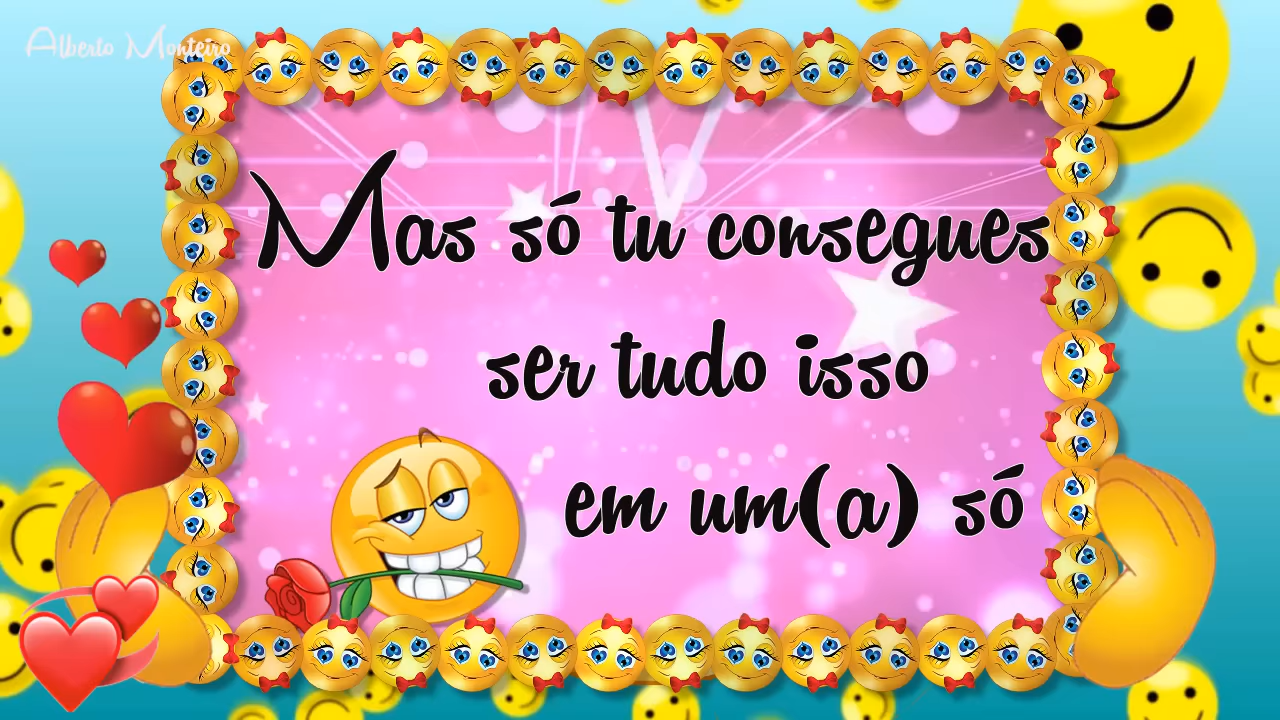 Alberto Monteiro
Mas só tu consegues
ser tudo isso
em um(a) só